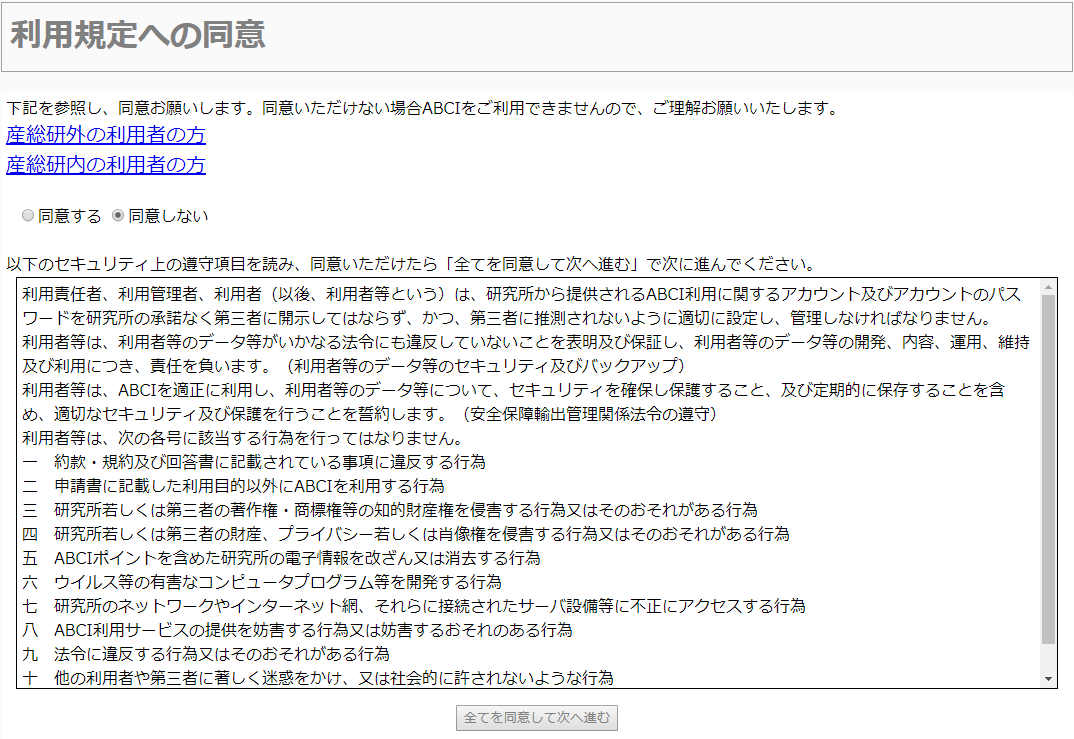 利用規定への同意
下記を参照し、同意お願いします。同意いただけない場合ABCIをご利用できませんので、ご理解お願いいたします。
産総研外の利用者の方
産総研内の利用者の方
同意する 同意しない
以下のセキュリティ上の遵守項目を読み、同意いただけたら「全てを同意して次へ進む」で次に進んでください。
利用責任者、利用管理者、利用者（以後、利用者等という）は、研究所から提供されるABCI利用に関するアカウント及びアカウントのパス
ワードを研究所の承諾なく第三者に開示してはならず、かつ、第三者に推測されないように適切に設定し、管理しなければなりません。
利用者等は、利用者等のデータ等がいかなる法令にも違反していないことを表明及び保証し、利用者等のデータ等の開発、内容、運用、維持
及び利用につき、責任を負います。（利用者等のデータ等のセキュリティ及びバックアップ）
利用者等は、ABCIを適正に利用し、利用者等のデータ等について、セキュリティを確保し保護すること、及び定期的に保存することを含
め、適切なセキュリティ及び保護を行うことを誓約します。（安全保障輸出管理関係法令の遵守）
利用者等は、次の各号に該当する行為を行ってはなりません。
一　約款・規約及び回答書に記載されている事項に違反する行為
二　申請書に記載した利用目的以外にABCIを利用する行為
三　研究所若しくは第三者の著作権・商標権等の知的財産権を侵害する行為又はそのおそれがある行為
四　研究所若しくは第三者の財産、プライバシー若しくは肖像権を侵害する行為又はそのおそれがある行為
五　ABCIポイントを含めた研究所の電子情報を改ざん又は消去する行為
六　ウイルス等の有害なコンピュータプログラム等を開発する行為
七　研究所のネットワークやインターネット網、それらに接続されたサーバ設備等に不正にアクセスする行為
八　ABCI利用サービスの提供を妨害する行為又は妨害するおそれのある行為
九　法令に違反する行為又はそのおそれがある行為
十　他の利用者や第三者に著しく迷惑をかけ、又は社会的に許されないような行為
全てを同意して次へ進む